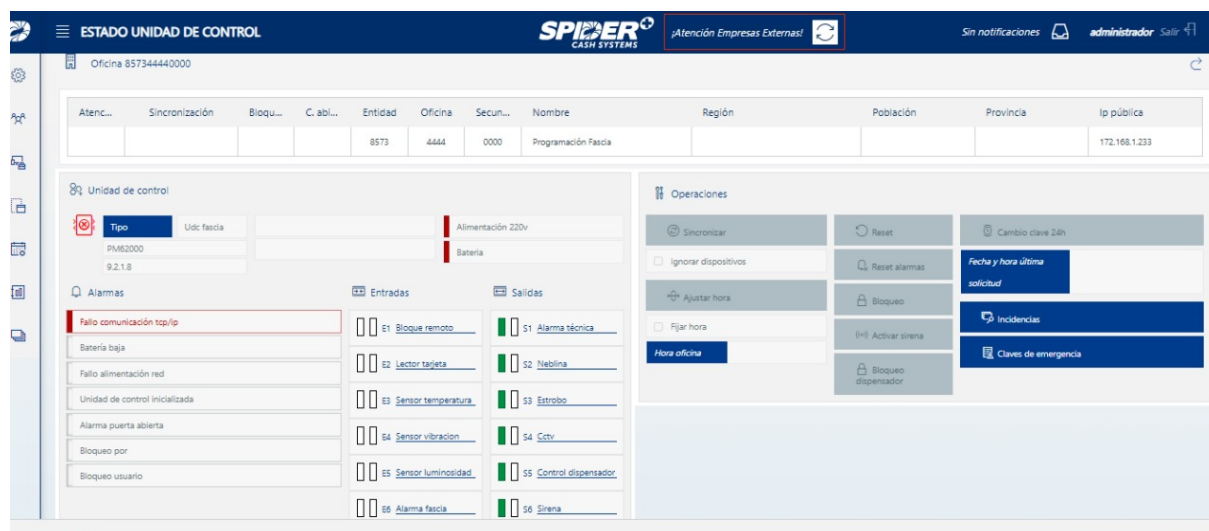 ESTADO UNIDAD DE CONTROL
SPIDER
CASH SYSTEMS
¡Atención Empresas Externas!
Sin notificaciones
administrador Salir
Oficina 857344440000
Atenc... Sincronización Bloqu... C. abi... Entidad Oficina Secun... Nombre Región Población Provincia Ip pública
8573 4444 0000 Programación Fascia 172.168.1.233
Unidad de control
Tipo Udc fascia
PM62000
9.2.1.8
Alimentación 220v
Batería
Alarmas
Fallo comunicación tcp/ip
Batería baja
Fallo alimentación red
Unidad de control inicializada
Alarma puerta abierta
Bloqueo por
Bloqueo usuario
Entradas
E1 Bloque remoto
E2 Lector tarjeta
E3 Sensor temperatura
E4 Sensor vibracion
E5 Sensor luminosidad
E6 Alarma fascia
Salidas
S1 Alarma técnica
S2 Neblina
S3 Estrobo
S4 Cctv
S5 Control dispensador
S6 Sirena
Operaciones
Sincronizar
Ignorar dispositivos
Ajustar hora
Fijar hora
Hora oficina
Reset
Reset alarmas
Bloqueo
Activar sirena
Bloqueo
dispensador
Cambio clave 24h
Fecha y hora última
solicitud
Incidencias
Claves de emergencia